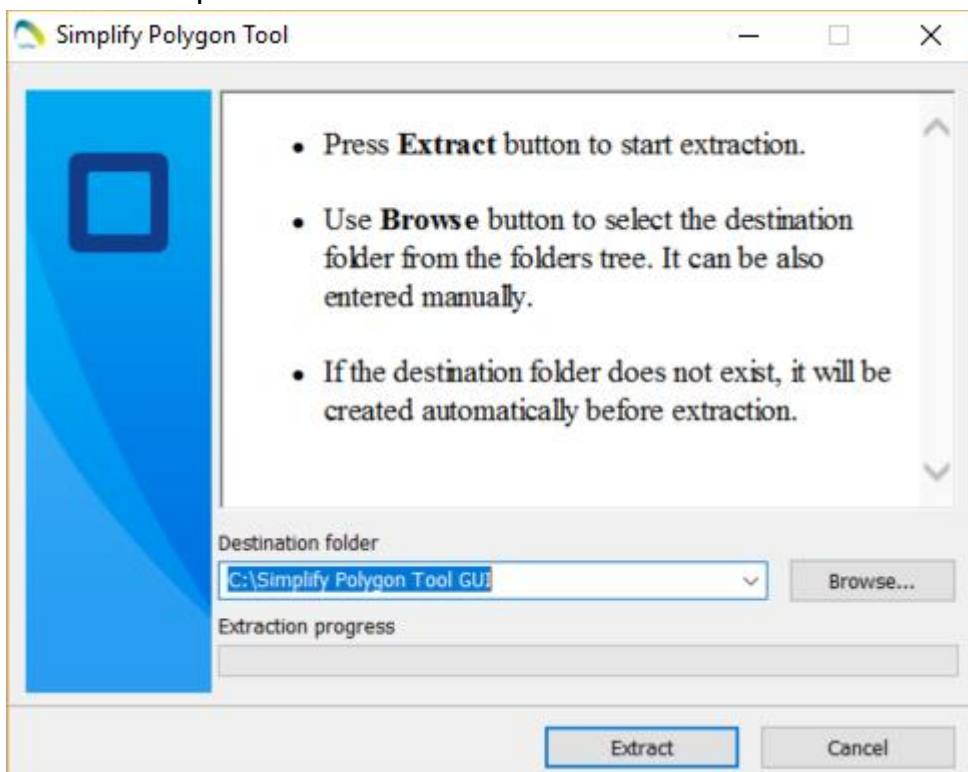 Simplify Polygon Tool
• Press Extract button to start extraction.
• Use Browse button to select the destination
folder from the folders tree. It can be also
entered manually.
• If the destination folder does not exist, it will be
created automatically before extraction.
Destination folder
C:\Simplify Polygon Tool GUI
Browse...
Extraction progress
Extract
Cancel